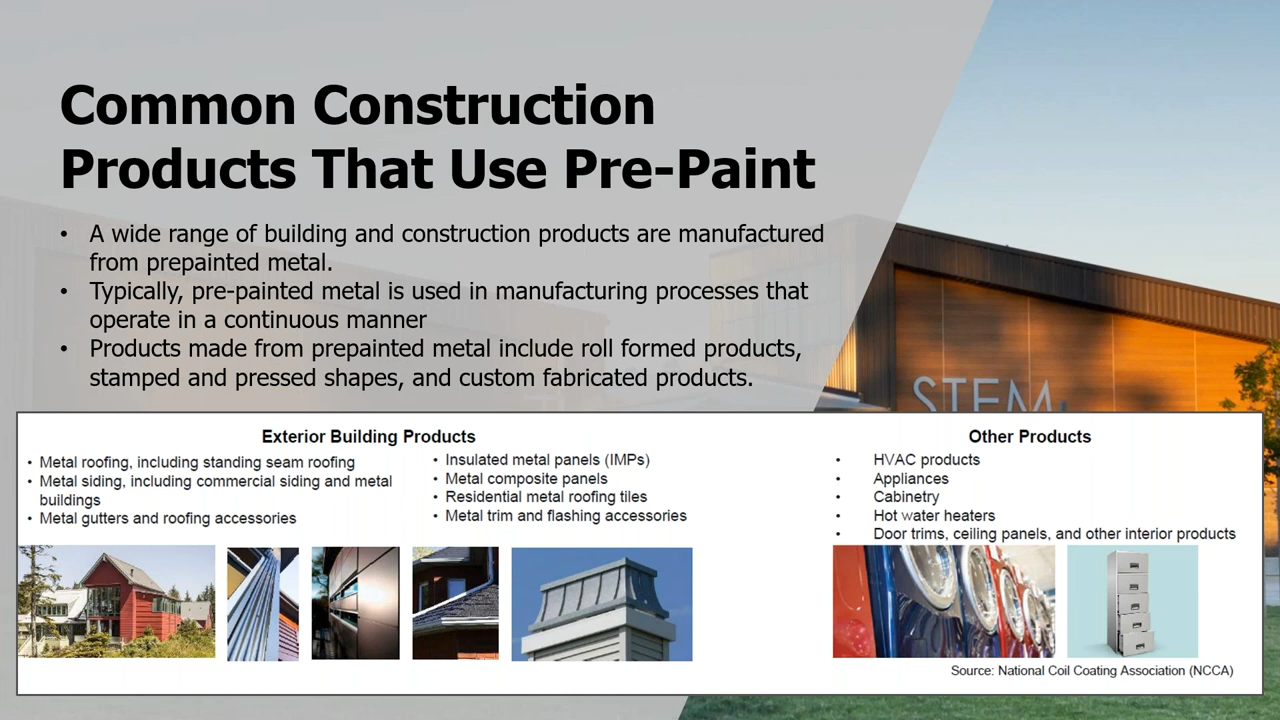 Common Construction
Products That Use Pre-Paint
• A wide range of building and construction products are manufactured
from prepainted metal.
• Typically, pre-painted metal is used in manufacturing processes that
operate in a continuous manner
• Products made from prepainted metal include roll formed products,
stamped and pressed shapes, and custom fabricated products.
STEM
Exterior Building Products
• Metal roofing, including standing seam roofing
• Metal siding, including commercial siding and metal
buildings
• Metal gutters and roofing accessories
• Insulated metal panels (IMPs)
• Metal composite panels
• Residential metal roofing tiles
• Metal trim and flashing accessories
Other Products
• HVAC products
• Appliances
• Cabinetry
• Hot water heaters
• Door trims, ceiling panels, and other interior products
Source: National Coil Coating Association (NCCA)